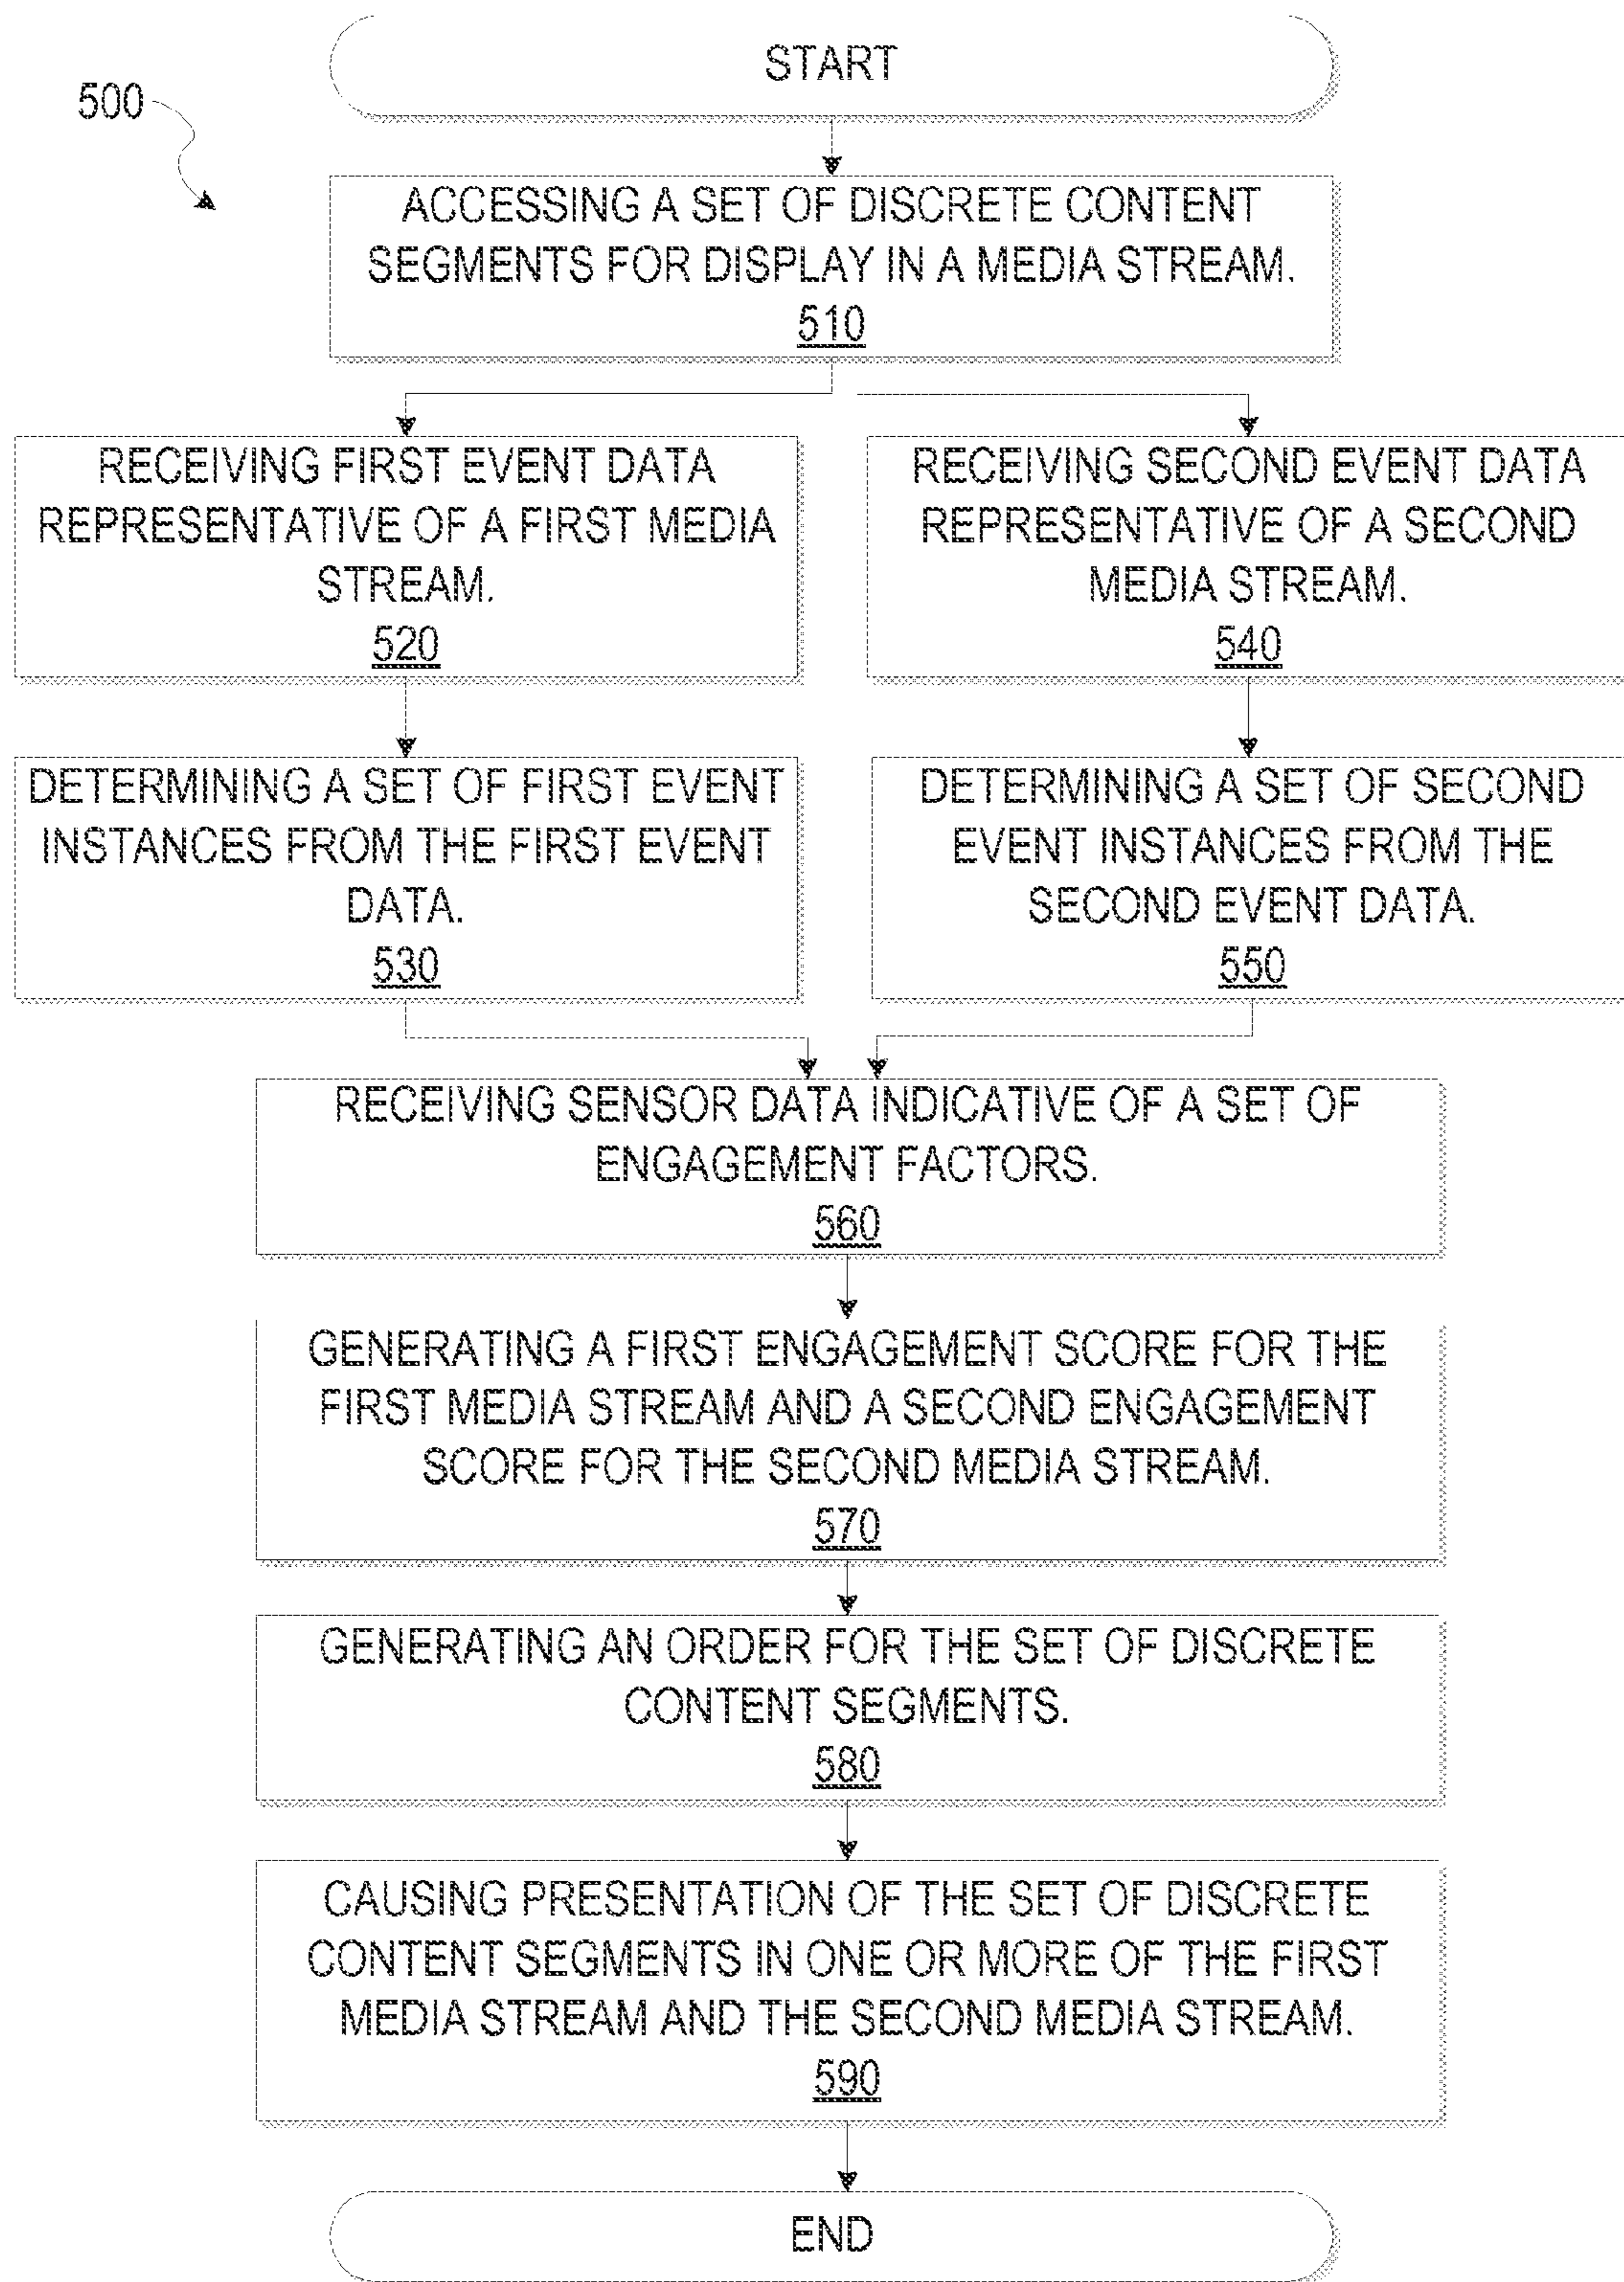 START
500
ACCESSING A SET OF DISCRETE CONTENT
SEGMENTS FOR DISPLAY IN A MEDIA STREAM.
510
RECEIVING FIRST EVENT DATA
REPRESENTATIVE OF A FIRST MEDIA
STREAM.
520
RECEIVING SECOND EVENT DATA
REPRESENTATIVE OF A SECOND
MEDIA STREAM.
540
DETERMINING A SET OF FIRST EVENT
INSTANCES FROM THE FIRST EVENT
DATA.
530
DETERMINING A SET OF SECOND
EVENT INSTANCES FROM THE
SECOND EVENT DATA.
550
RECEIVING SENSOR DATA INDICATIVE OF A SET OF
ENGAGEMENT FACTORS.
560
GENERATING A FIRST ENGAGEMENT SCORE FOR THE
FIRST MEDIA STREAM AND A SECOND ENGAGEMENT
SCORE FOR THE SECOND MEDIA STREAM.
570
GENERATING AN ORDER FOR THE SET OF DISCRETE
CONTENT SEGMENTS.
580
CAUSING PRESENTATION OF THE SET OF DISCRETE
CONTENT SEGMENTS IN ONE OR MORE OF THE FIRST
MEDIA STREAM AND THE SECOND MEDIA STREAM.
590
END